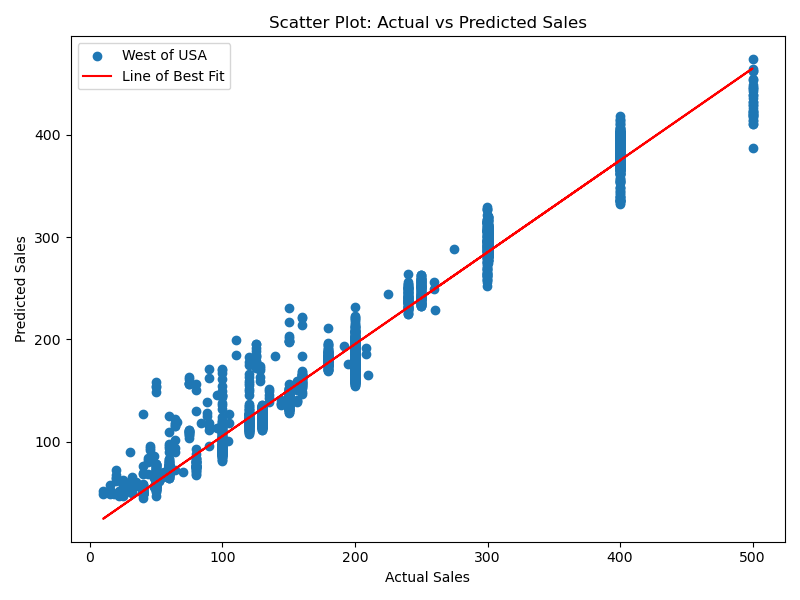 Scatter Plot: Actual vs Predicted Sales
West of USA
Line of Best Fit
Predicted Sales
400
300
200
100
0 100 200 300 400 500
Actual Sales